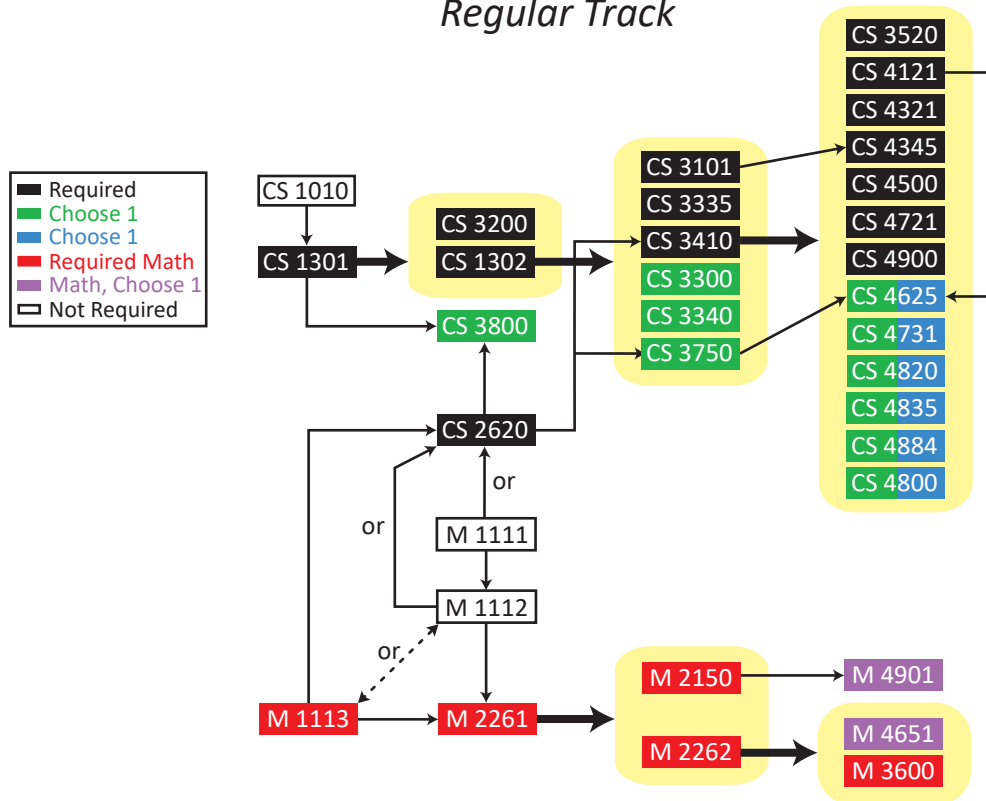 Regular Track
Required
Choose 1
Choose 1
Required Math
Math, Choose 1
Not Required
CS 1010
CS 1301
CS 3200
CS 1302
CS 3800
CS 2620
or
or
M 1111
M 1112
or
M 1113
M 2261
CS 3101
CS 3335
CS 3410
CS 3300
CS 3340
CS 3750
CS 3520
CS 4121
CS 4321
CS 4345
CS 4500
CS 4721
CS 4900
CS 4625
CS 4731
CS 4820
CS 4835
CS 4884
CS 4800
M 2150
M 2262
M 4901
M 4651
M 3600